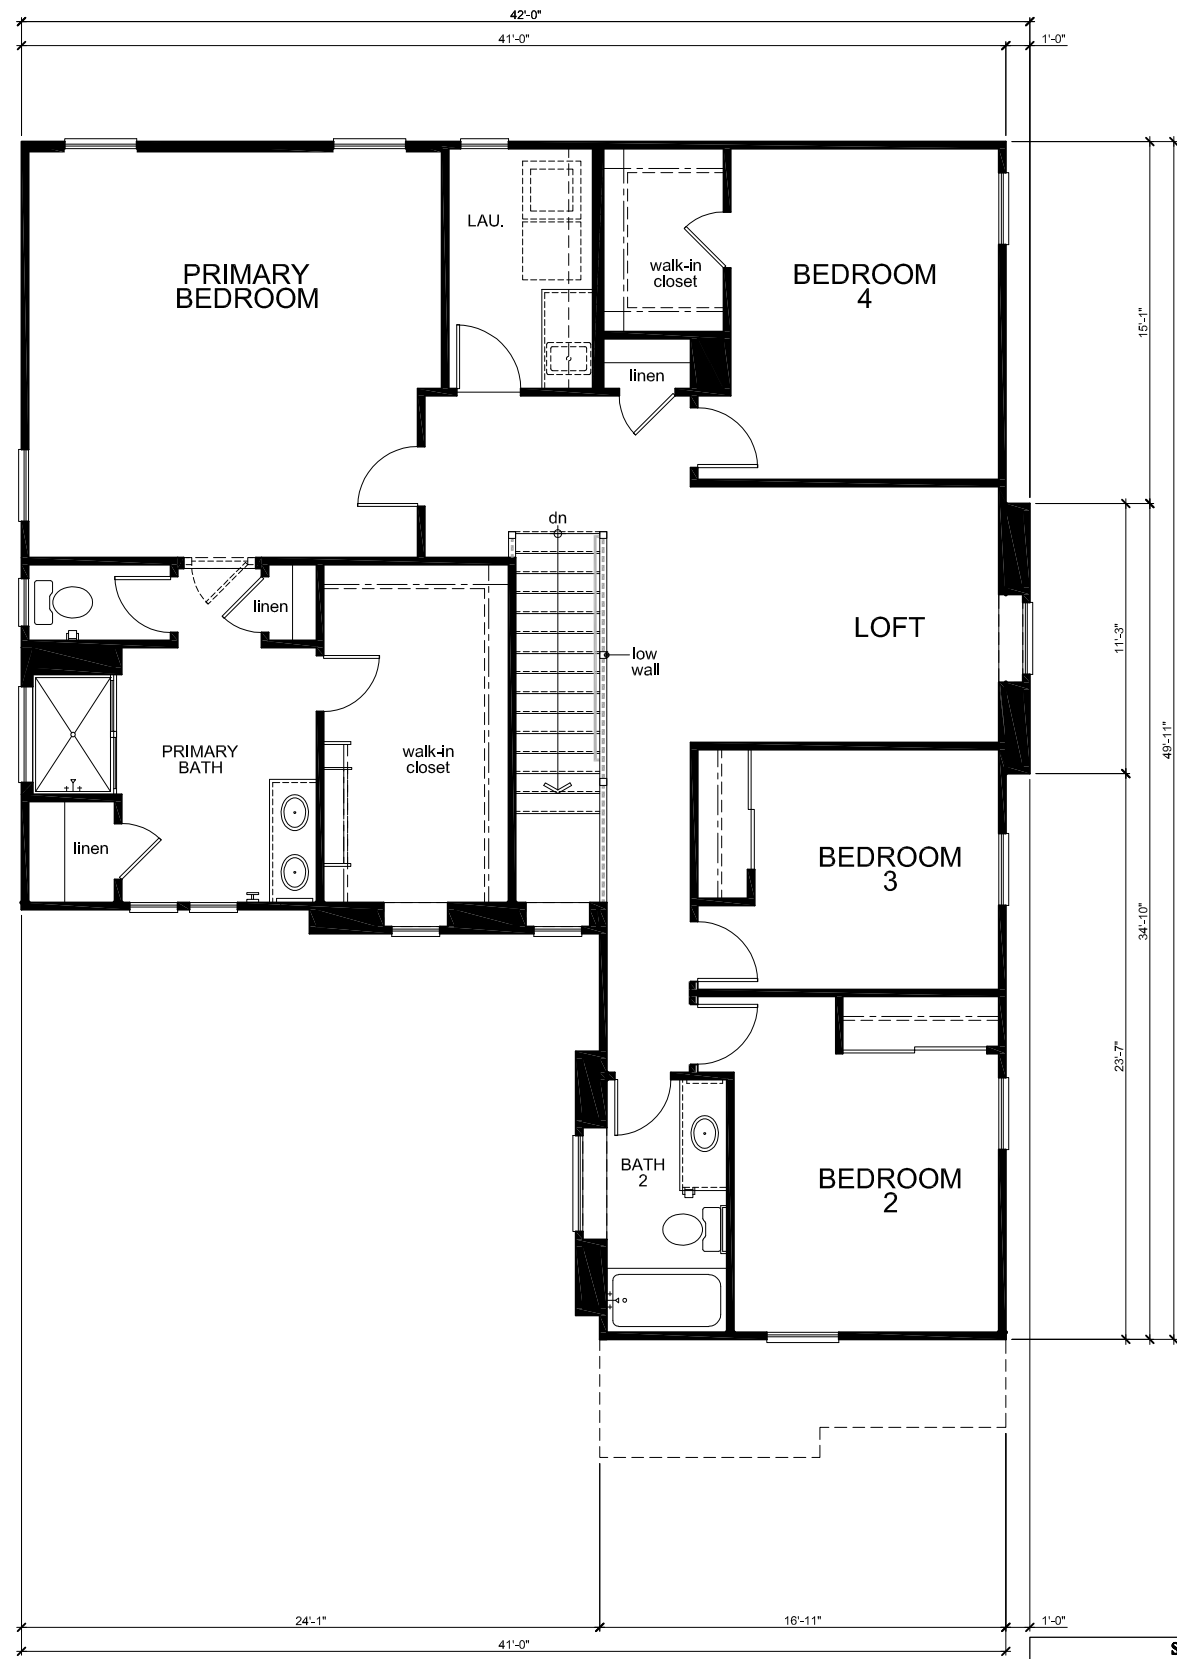 42'-0"
41'-0"
1'-0"
LAU.
PRIMARY
BEDROOM
walk-in
closet
BEDROOM
4
15'-1"
linen
dn
linen
LOFT
low
wall
11'-3"
49'-11"
PRIMARY
BATH
walk-in
closet
linen
BEDROOM
3
34'-10"
23'-7"
BATH
2
BEDROOM
2
24'-1"
16'-11"
1'-0"
41'-0"
S